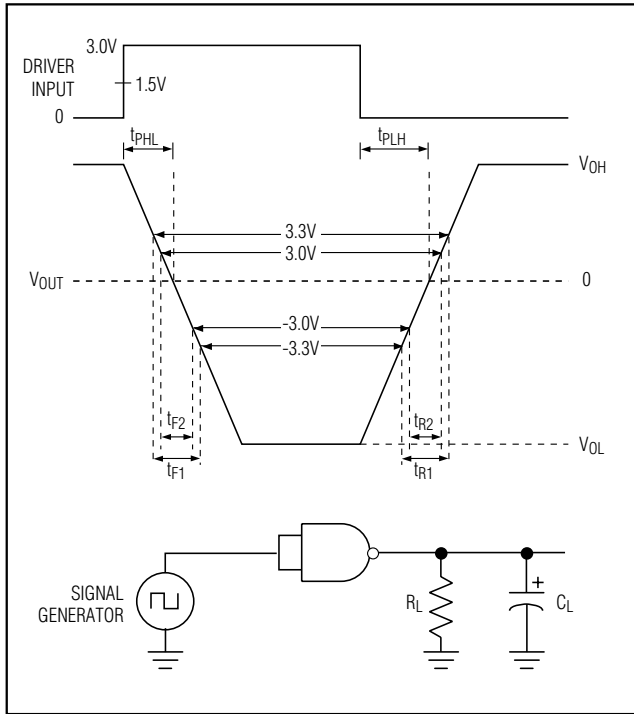 3.0V
DRIVER
INPUT
1.5V
0
tPHL
tPLH
VOH
3.3V
3.0V
VOUT
0
-3.0V
-3.3V
tF2
tR2
VOL
tF1
tR1
SIGNAL
GENERATOR
RL
+
CL